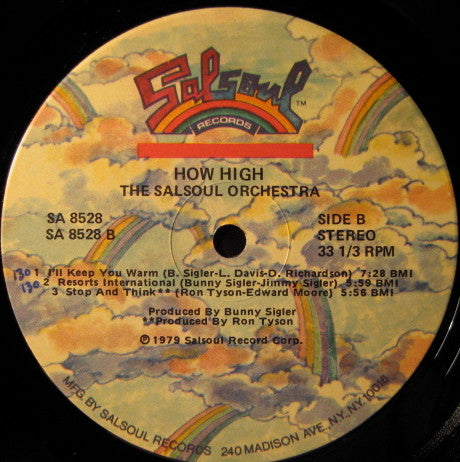 Salsoul™
RECORDS
HOW HIGH
THE SALSOUL ORCHESTRA
SA 8528
SA 8528 B
SIDE B
STEREO
33 1/3 RPM
130 1 I'll Keep You Warm (B. Sigler-L. Davis-D. Richardson) 7:28 BMI
130 2 Resorts International (Bunny Sigler-Jimmy Sigler) 5:59 BMI
3 Stop And Think** (Ron Tyson-Edward Moore) 5:56 BMI
Produced By Bunny Sigler
**Produced By Ron Tyson
℗ 1979 Salsoul Record Corp.
MFG. BY SALSOUL RECORDS 240 MADISON AVE., N.Y., N.Y. 10016